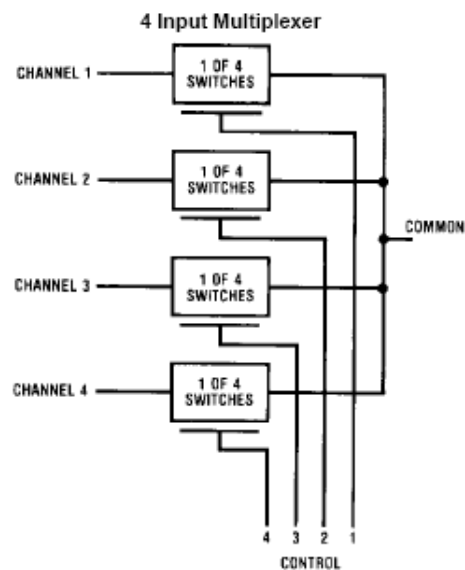 4 Input Multiplexer
CHANNEL 1
1 OF 4
SWITCHES
CHANNEL 2
1 OF 4
SWITCHES
COMMON
CHANNEL 3
1 OF 4
SWITCHES
CHANNEL 4
1 OF 4
SWITCHES
4 3 2 1
CONTROL